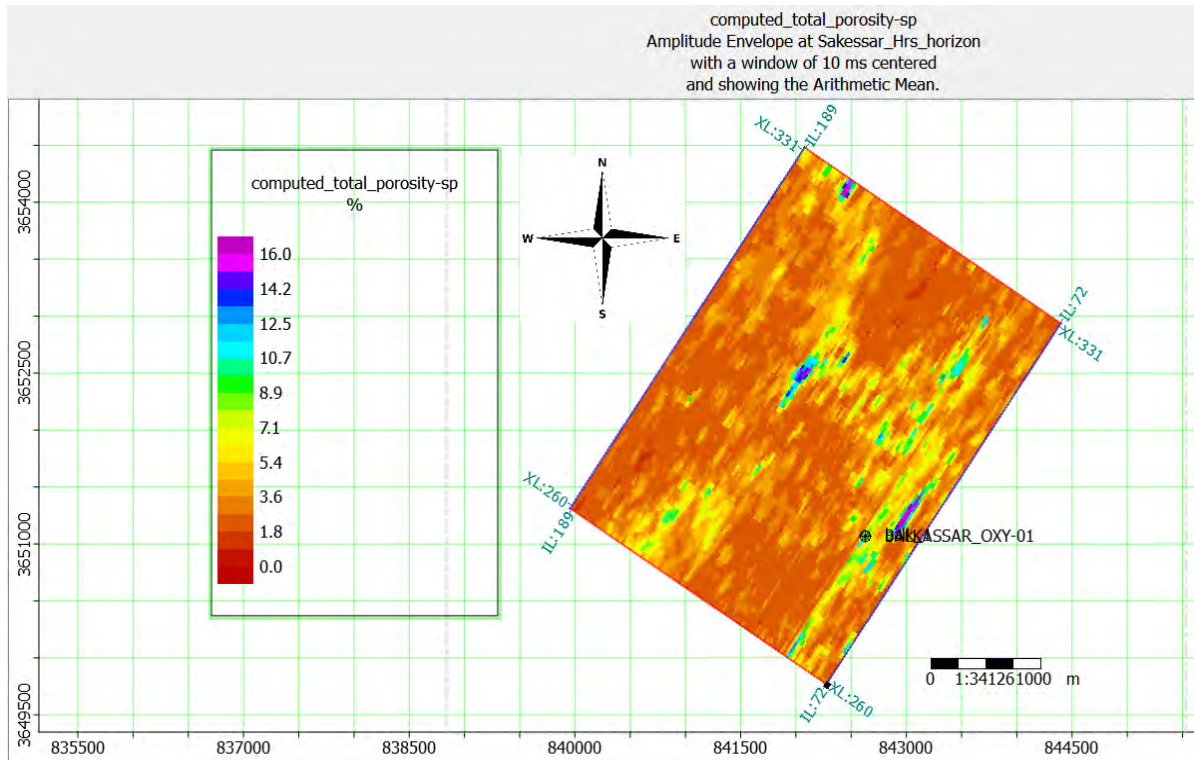 computed_total_porosity-sp
Amplitude Envelope at Sakessar_Hrs_horizon
with a window of 10 ms centered
and showing the Arithmetic Mean.
XL:331
IL:189
computed_total_porosity-sp
%
16.0
14.2
12.5
10.7
8.9
7.1
5.4
3.6
1.8
0.0
N
W
E
S
IL:72
XL:331
XL:260
IL:189
KASSAR_OXY-01
0 1:341261000 m
IL:72
XL:260
3654000
3652500
3651000
3649500
835500 837000 838500 840000 841500 843000 844500